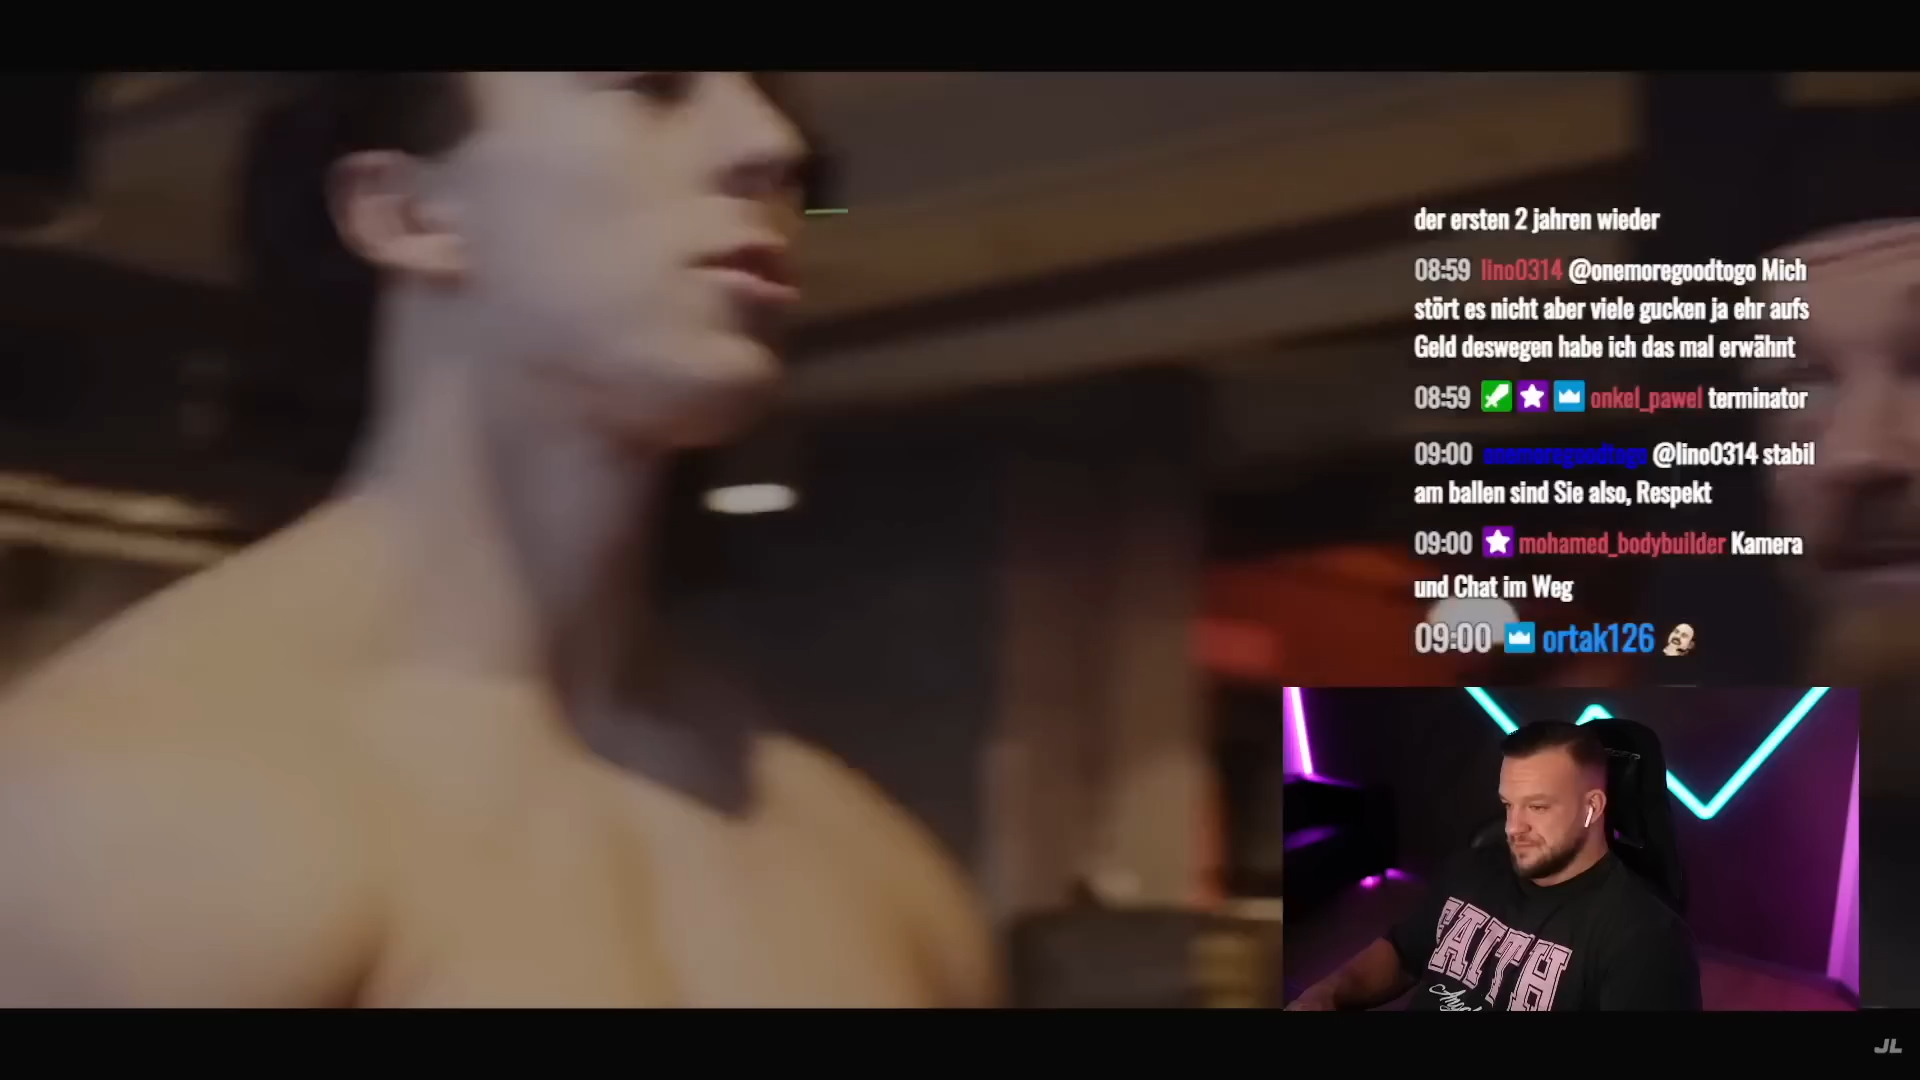 der ersten 2 jahren wieder
08:59 lino0314 @onemoregoodtogo Mich
stört es nicht aber viele gucken ja ehr aufs
Geld deswegen habe ich das mal erwähnt
08:59 onkel_pawel terminator
09:00 onemoregoodtogo @lino0314 stabil
am ballen sind Sie also, Respekt
09:00 mohamed_bodybuilder Kamera
und Chat im Weg
09:00 ortak126
FAITH
JL